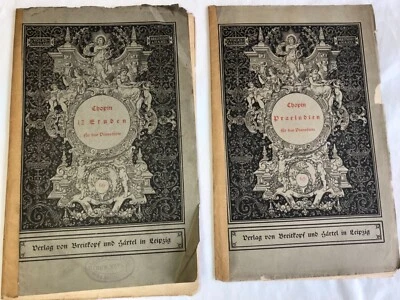 Chopin
12 Etuden
für das Pianoforte.
Verlag von Breitkopf und Härtel in Leipzig
Chopin
Praeludien
für das Pianoforte.
Verlag von Breitkopf und Härtel in Leipzig